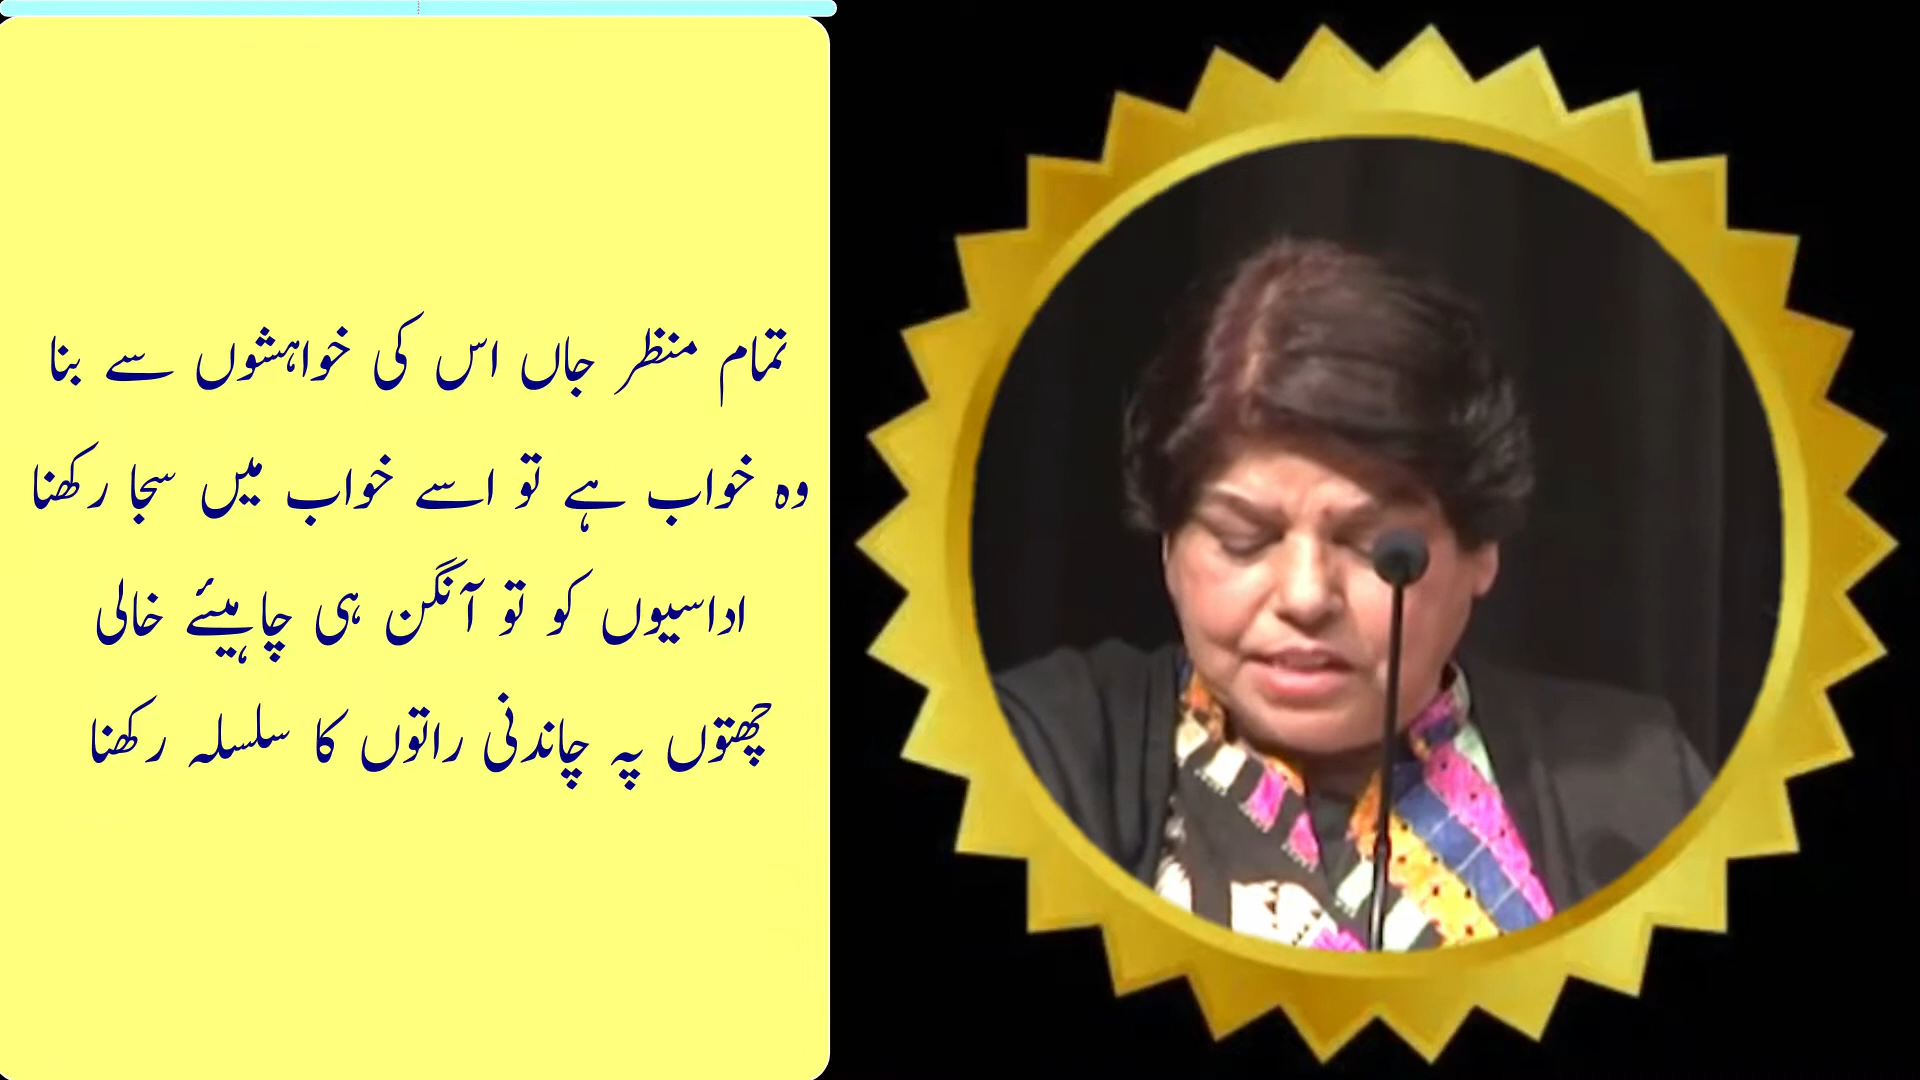 تمام منظر جاں اس کی خواہشوں سے بنا
وہ خواب ہے تو اسے خواب میں سجا رکھنا
اداسیوں کو تو آنگن ہی چاہیئے خالی
چھتوں پہ چاندنی راتوں کا سلسلہ رکھنا